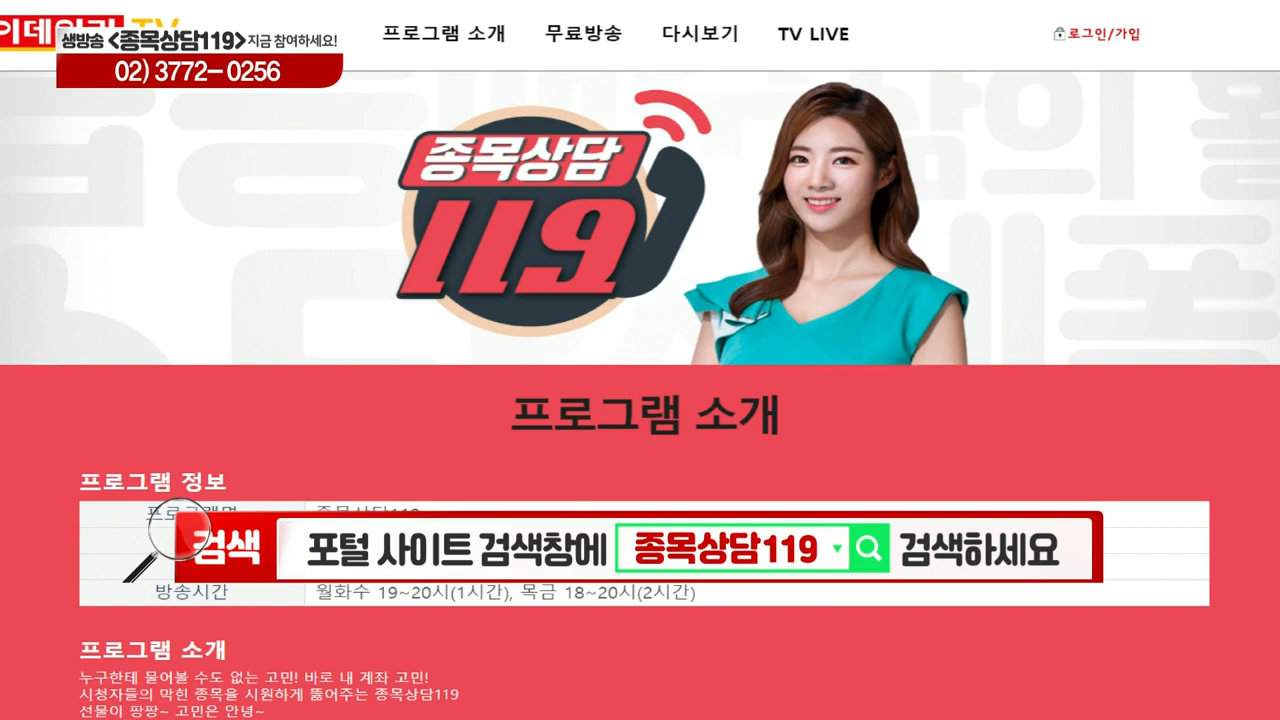 생방송 <종목상담119> 지금 참여하세요!
02) 3772-0256
프로그램 소개 무료방송 다시보기 TV LIVE 로그인/가입
종목상담
119
프로그램 소개
프로그램 정보
검색 포털 사이트 검색창에 종목상담119 검색하세요
방송시간 월화수 19~20시(1시간), 목금 18~20시(2시간)
프로그램 소개
누구한테 물어볼 수도 없는 고민! 바로 내 계좌 고민!
시청자들의 막힌 종목을 시원하게 뚫어주는 종목상담119
선물이 팡팡~ 고민은 안녕~